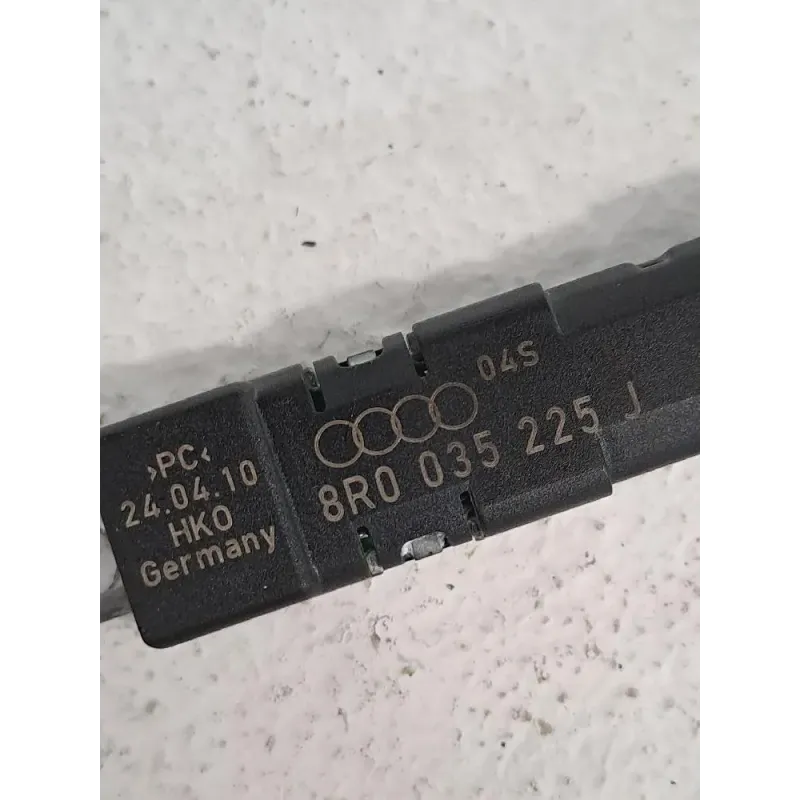 >PC<
24.04.10
HKO
Germany
04S
8R0 035 225 J